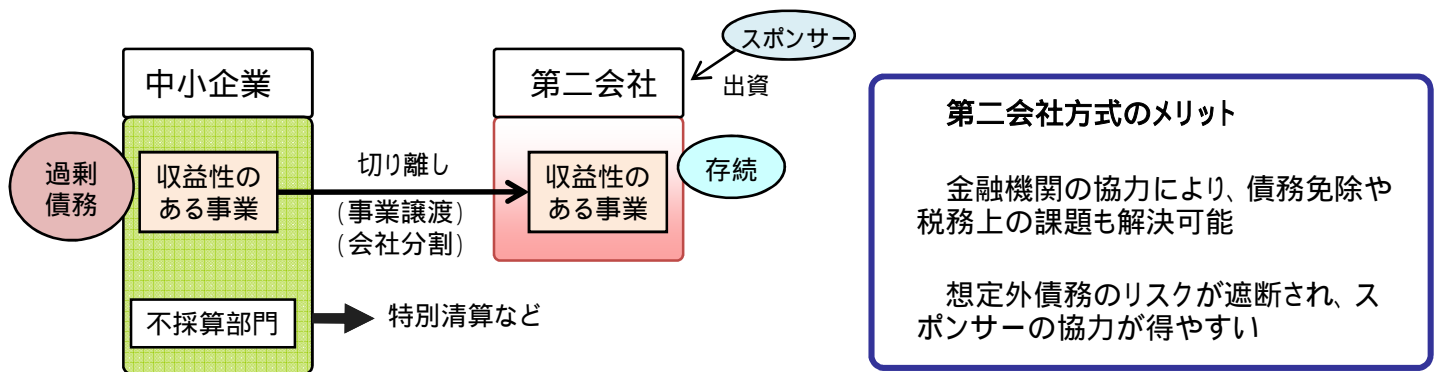 スポンサー
出資
中小企業
第二会社
過剰
債務
収益性の
ある事業
切り離し
(事業譲渡)
(会社分割)
収益性の
ある事業
存続
不採算部門
特別清算など
第二会社方式のメリット
金融機関の協力により、債務免除や
税務上の課題も解決可能
想定外債務のリスクが遮断され、ス
ポンサーの協力が得やすい